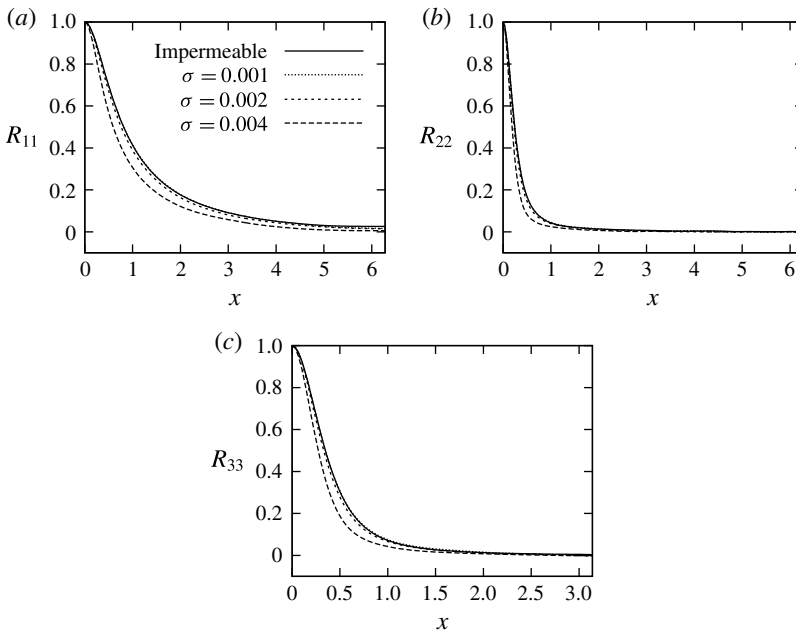 (a)
1.0
0.8
0.6
0.4
0.2
0
R11
Impermeable
σ = 0.001
σ = 0.002
σ = 0.004
0 1 2 3 4 5 6
x
(b)
1.0
0.8
0.6
0.4
0.2
0
R22
0 1 2 3 4 5 6
x
(c)
1.0
0.8
0.6
0.4
0.2
0
R33
0 0.5 1.0 1.5 2.0 2.5 3.0
x